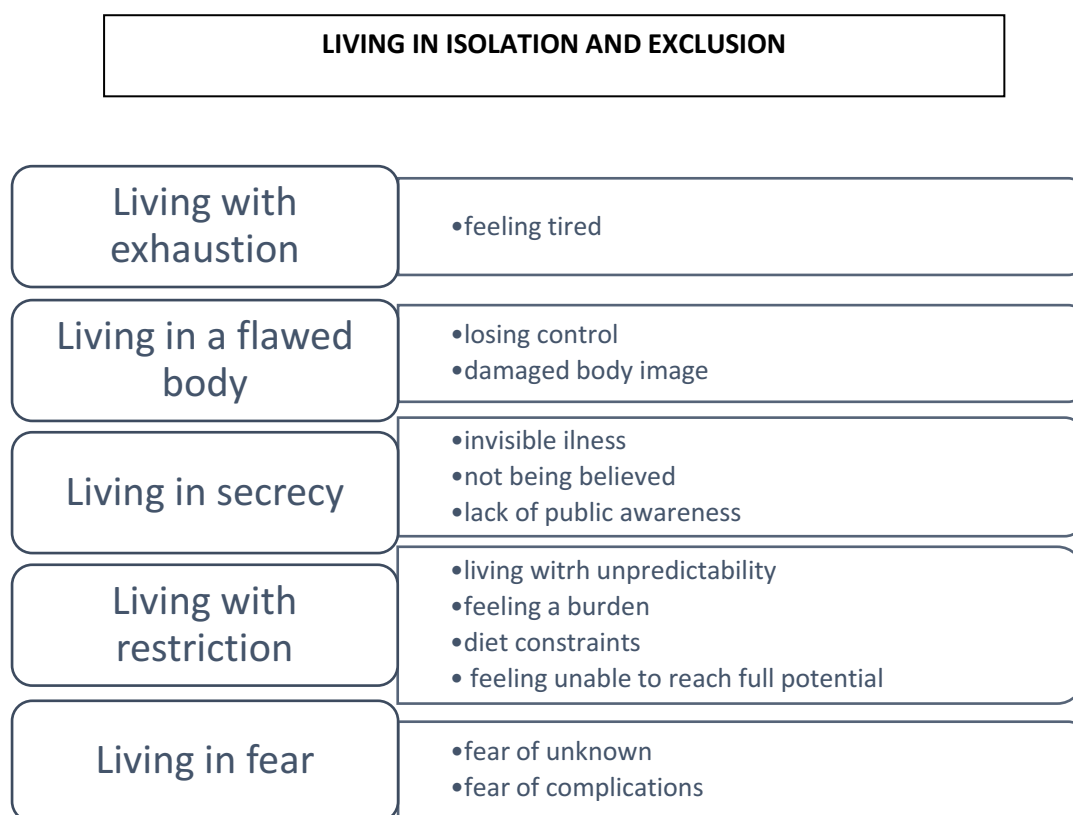 LIVING IN ISOLATION AND EXCLUSION
Living with
exhaustion
•feeling tired
Living in a flawed
body
•losing control
•damaged body image
Living in secrecy
•invisible ilness
•not being believed
•lack of public awareness
Living with
restriction
•living witrh unpredictability
•feeling a burden
•diet constraints
• feeling unable to reach full potential
Living in fear
•fear of unknown
•fear of complications